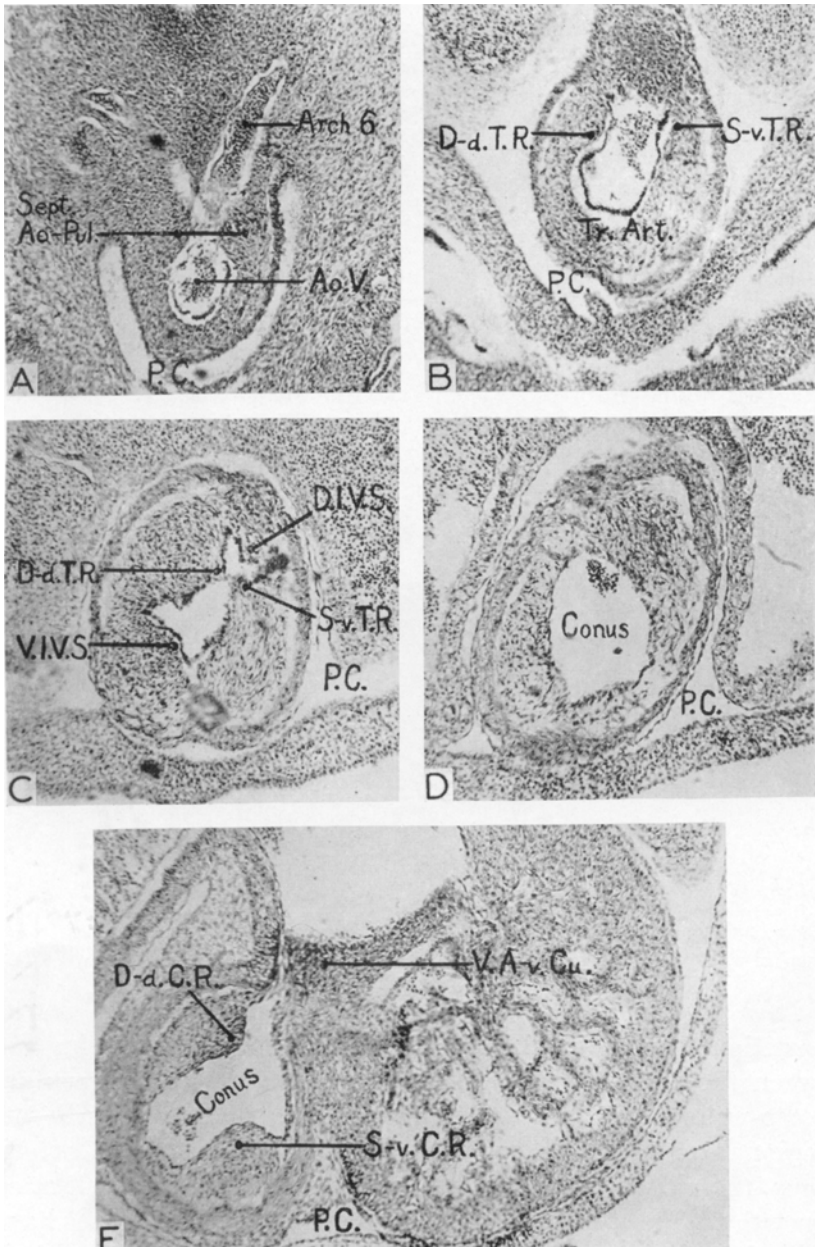 Arch 6
Sept.
Ao-Pul.
Ao.V.
P.C.
A
D-d.T.R.
S-v.T.R.
Tr. Art.
P.C.
B
D.I.V.S.
D-d.T.R.
S-v.T.R.
V.I.V.S.
P.C.
C
Conus
P.C.
D
V.A-v.Cu.
D-d.C.R.
Conus
S-v.C.R.
P.C.
E